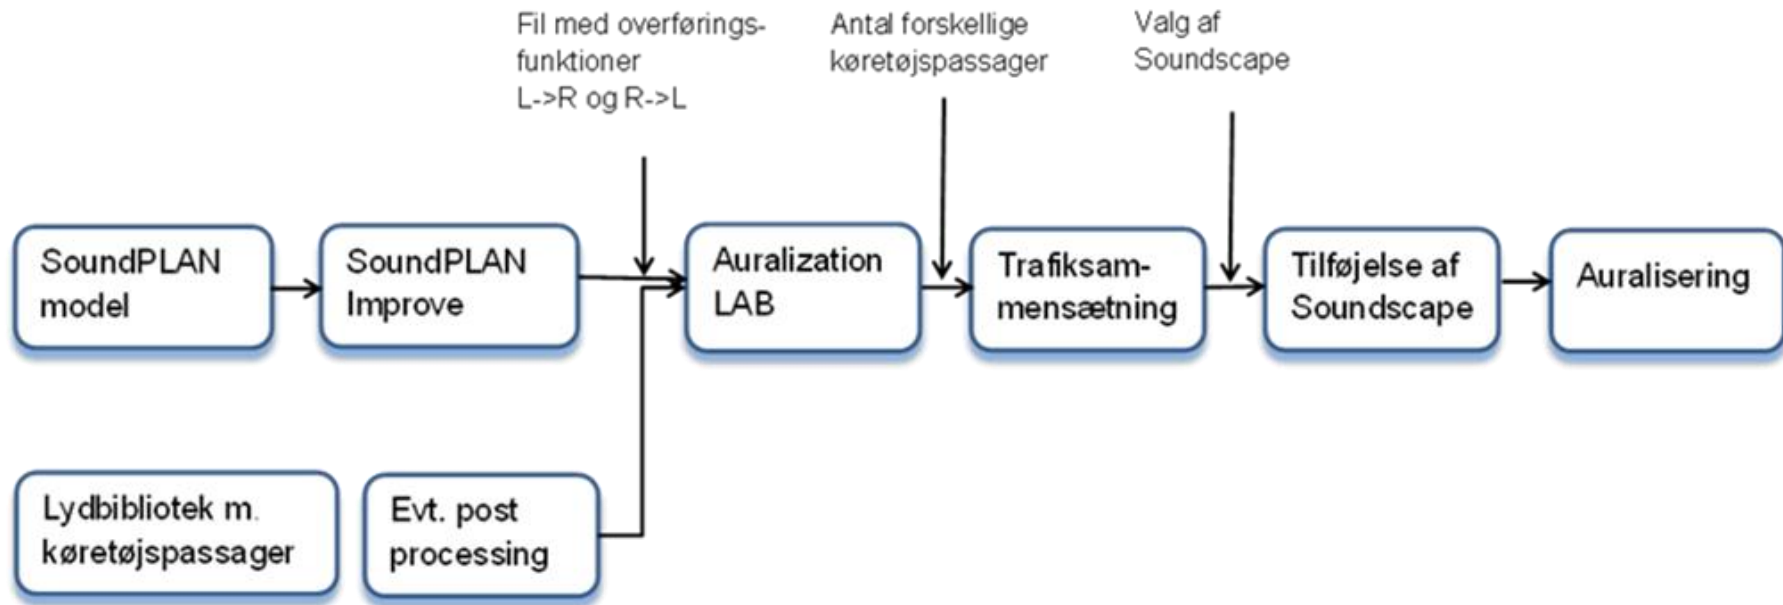 Fil med overførings-
funktioner
L->R og R->L
Antal forskellige
køretøjspassager
Valg af
Soundscape
SoundPLAN
model
SoundPLAN
Improve
Auralization
LAB
Trafiksam-
mensætning
Tilføjelse af
Soundscape
Auralisering
Lydbibliotek m.
køretøjspassager
Evt. post
processing